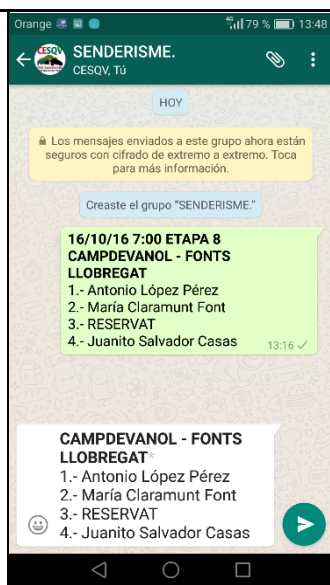 Orange 4G 79 % 13:48
CESQV
SENDERISME.
CESQV, Tú
HOY
Los mensajes enviados a este grupo ahora están
seguros con cifrado de extremo a extremo. Toca
para más información.
Creaste el grupo “SENDERISME.”
16/10/16 7:00 ETAPA 8
CAMPDEVANOL - FONTS
LLOBREGAT
1.- Antonio López Pérez
2.- María Claramunt Font
3.- RESERVAT
4.- Juanito Salvador Casas
13:16
CAMPDEVANOL - FONTS
LLOBREGAT*
1.- Antonio López Pérez
2.- María Claramunt Font
3.- RESERVAT
4.- Juanito Salvador Casas